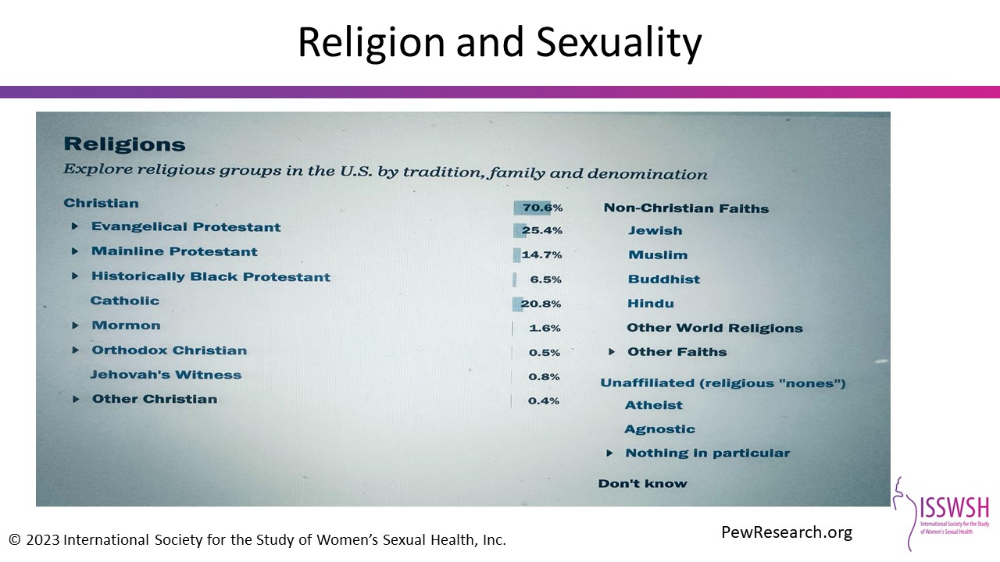 Religion and Sexuality
Religions
Explore religious groups in the U.S. by tradition, family and denomination
Christian 70.6%
Evangelical Protestant 25.4%
Mainline Protestant 14.7%
Historically Black Protestant 6.5%
Catholic 20.8%
Mormon 1.6%
Orthodox Christian 0.5%
Jehovah's Witness 0.8%
Other Christian 0.4%
Non-Christian Faiths
Jewish
Muslim
Buddhist
Hindu
Other World Religions
Other Faiths
Unaffiliated (religious "nones")
Atheist
Agnostic
Nothing in particular
Don't know
© 2023 International Society for the Study of Women’s Sexual Health, Inc.
PewResearch.org
ISSWSH
International Society for the Study
of Women's Sexual Health